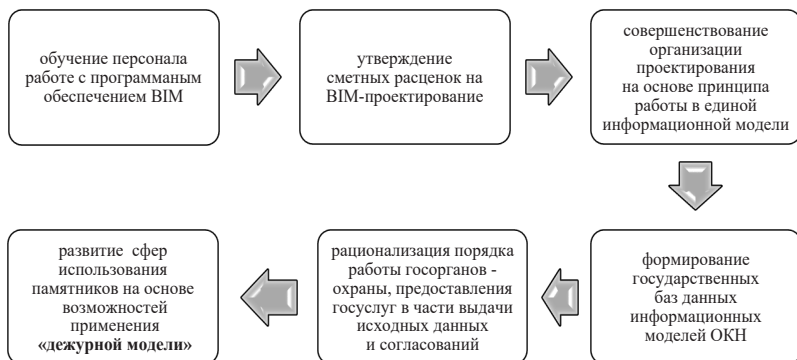 обучение персонала
работе с програманым
обеспечением BIM
утверждение
сметных расценок на
BIM-проектирование
совершенствование
организации
проектирования
на основе принципа
работы в единой
информационной модели
формирование
государственных
баз данных
информационных
моделей ОКН
рационализация порядка
работы госорганов -
охраны, предоставления
госуслуг в части выдачи
исходных данных
и согласований
развитие сфер
использования
памятников на основе
возможностей
применения
«дежурной модели»